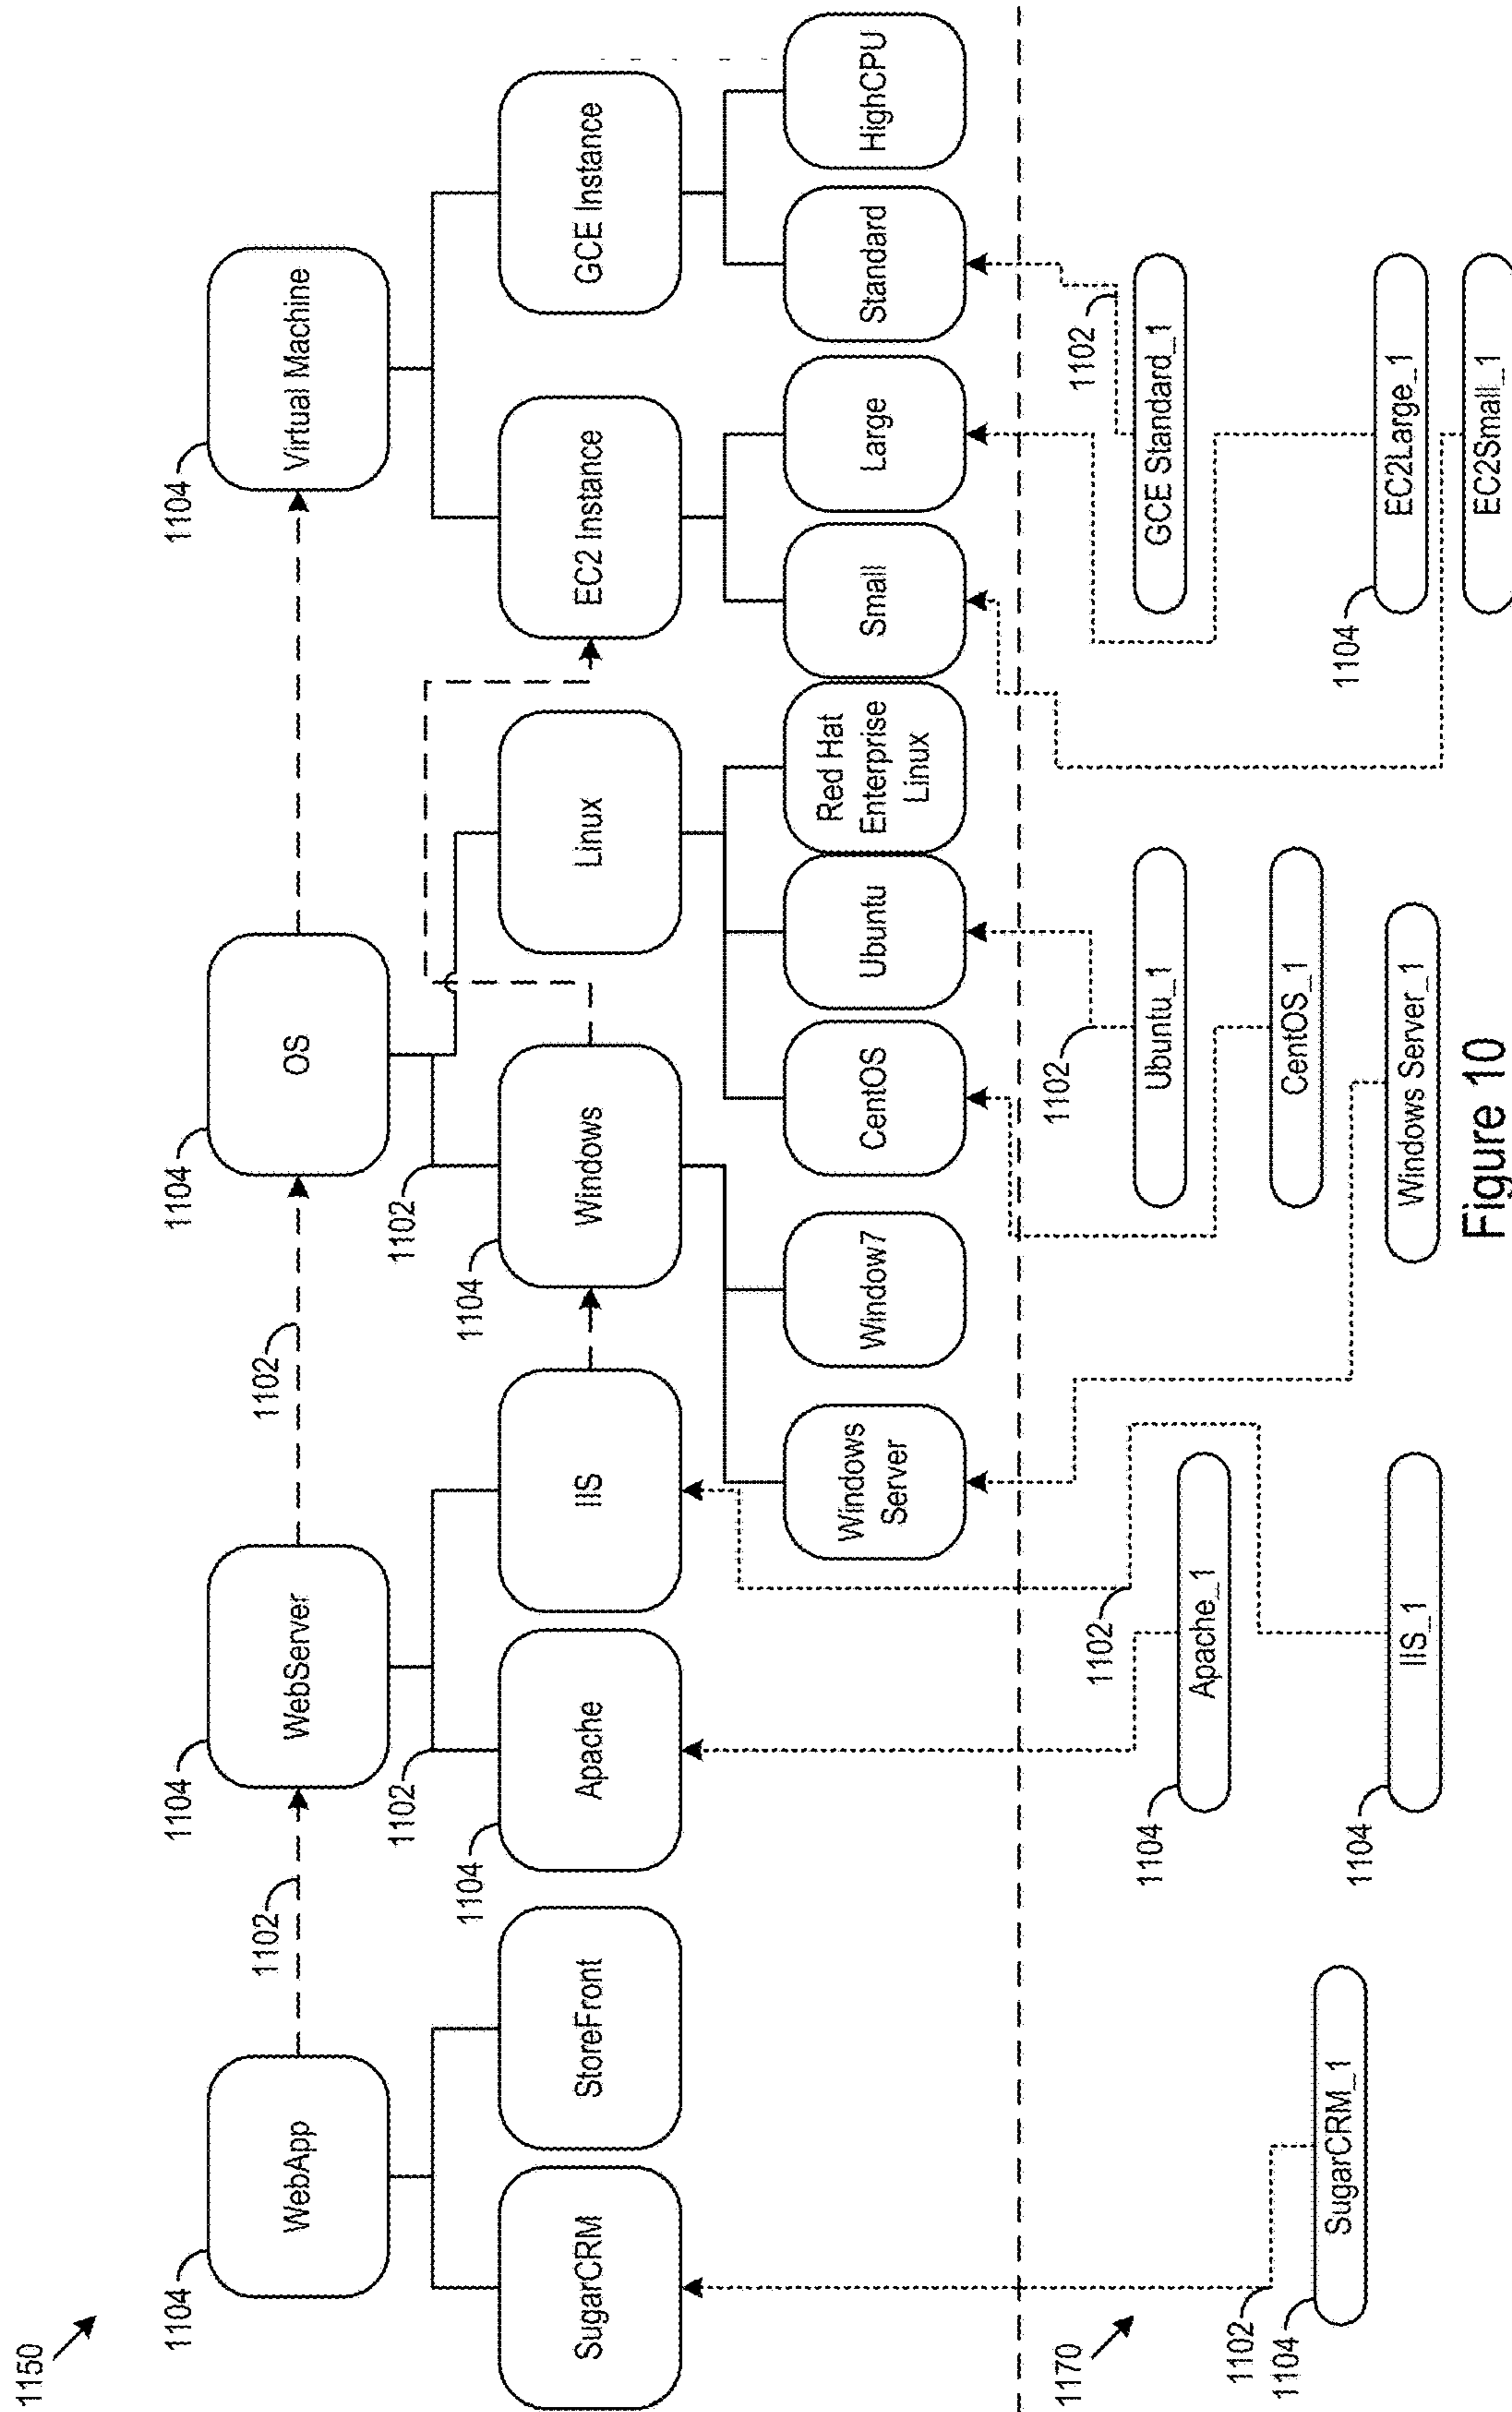 1150
1104
WebApp
1102
1104
WebServer
1102
1104
OS
1104
Virtual Machine
SugarCRM
StoreFront
1102
1104
Apache
IIS
1102
1104
Windows
Linux
EC2 Instance
GCE Instance
Windows
Server
Window7
CentOS
Ubuntu
Red Hat
Enterprise
Linux
Small
Large
Standard
HighCPU
1170
1102
1104
SugarCRM_1
1102
1104
Apache_1
1104
IIS_1
1102
Ubuntu_1
CentOS_1
Windows Server_1
1102
GCE Standard_1
1104
EC2Large_1
EC2Small_1
Figure 10